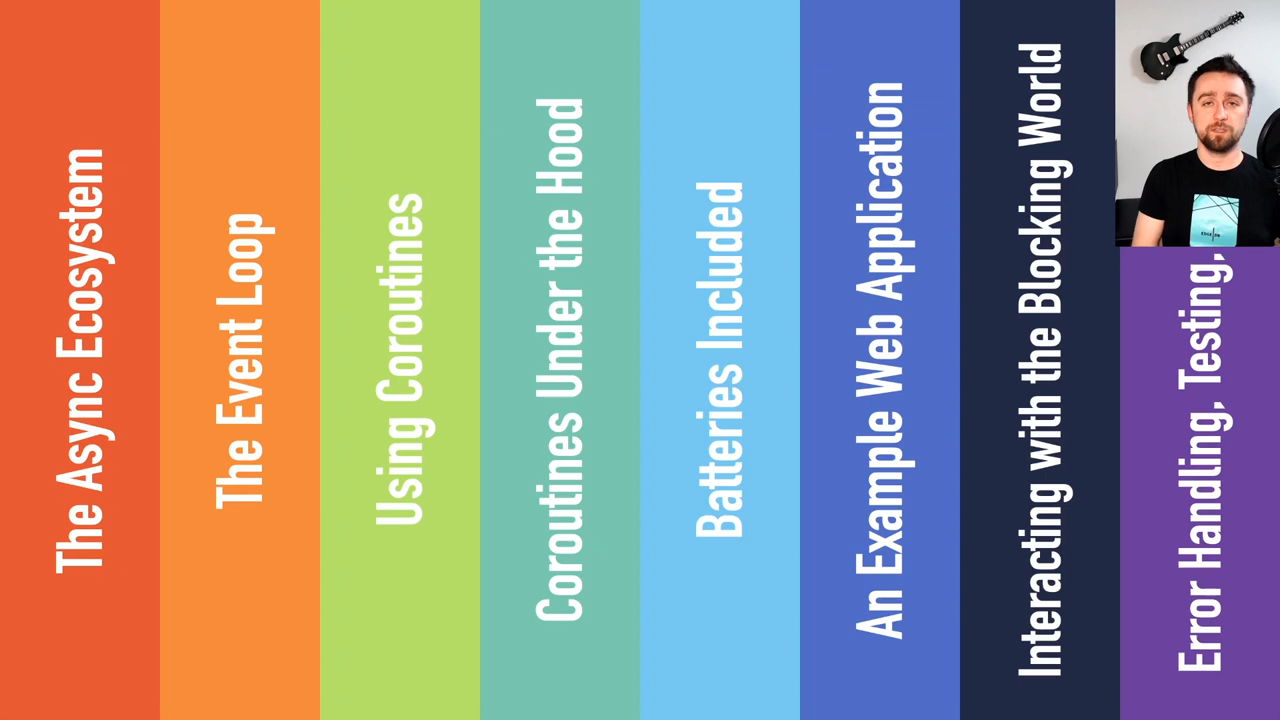 The Async Ecosystem
The Event Loop
Using Coroutines
Coroutines Under the Hood
Batteries Included
An Example Web Application
Interacting with the Blocking World
Error Handling, Testing,